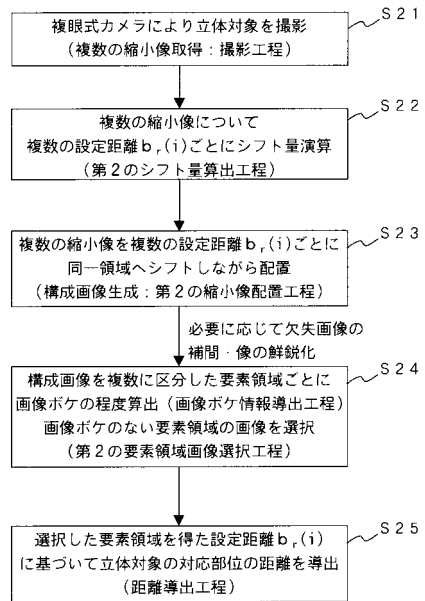 複眼式カメラにより立体対象を撮影
(複数の縮小像取得：撮影工程)
S21
複数の縮小像について
複数の設定距離br(i)ごとにシフト量演算
(第2のシフト量算出工程)
S22
複数の縮小像を複数の設定距離br(i)ごとに
同一領域へシフトしながら配置
(構成画像生成：第2の縮小像配置工程)
S23
必要に応じて欠失画像の
補間・像の鮮鋭化
構成画像を複数に区分した要素領域ごとに
画像ボケの程度算出(画像ボケ情報導出工程)
画像ボケのない要素領域の画像を選択
(第2の要素領域画像選択工程)
S24
選択した要素領域を得た設定距離br(i)
に基づいて立体対象の対応部位の距離を導出
(距離導出工程)
S25